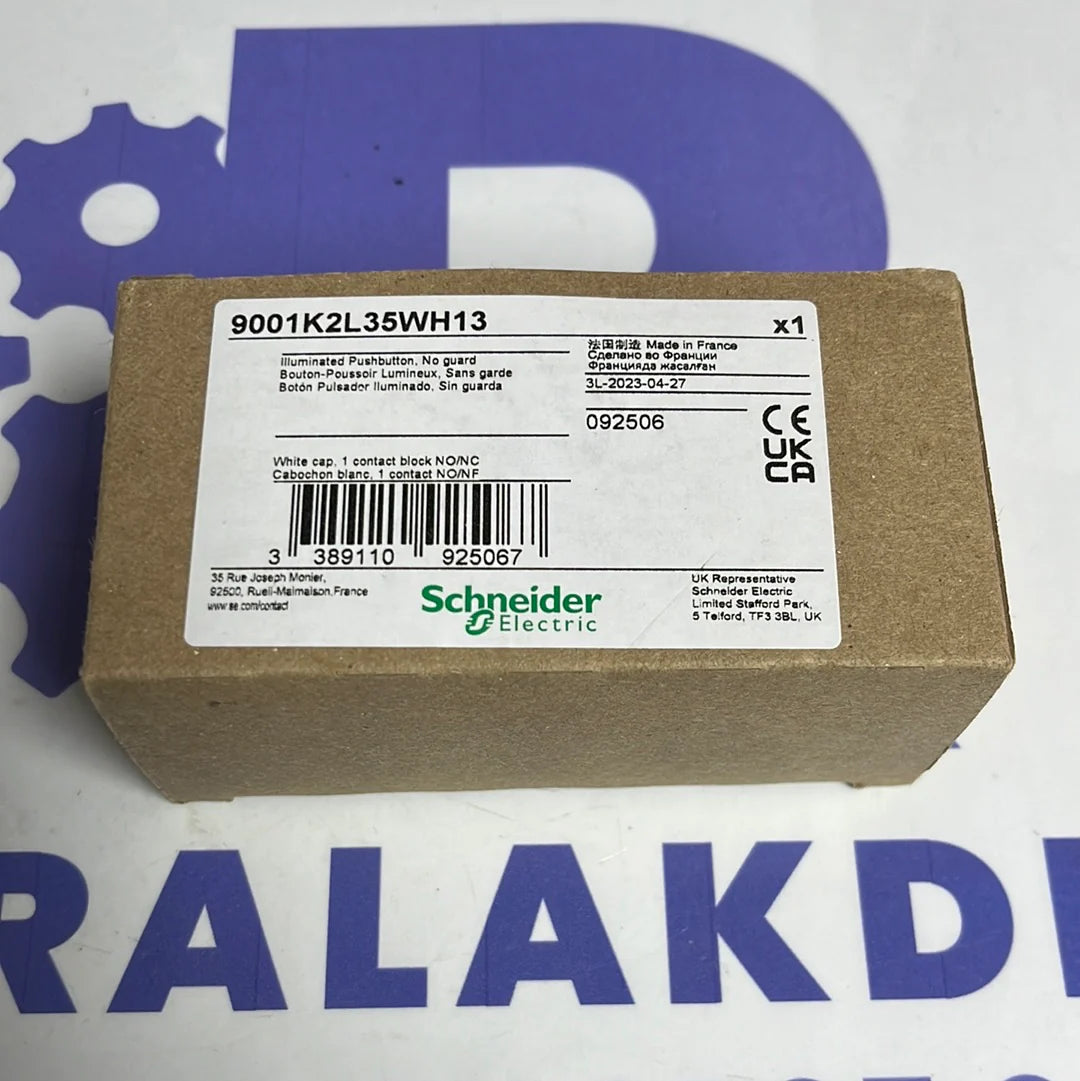 9001K2L35WH13
x1
Illuminated Pushbutton, No guard
Bouton-Poussoir Lumineux, Sans garde
Botón Pulsador Iluminado, Sin guarda
法国制造 Made in France
Сделано во Франции
Францияда жасалған
3L-2023-04-27
092506
CE
UK
CA
White cap, 1 contact block NO/NC
Cabochon blanc, 1 contact NO/NF
3 389110 925067
35 Rue Joseph Monier,
92500, Rueil-Malmaison,France
www.se.com/contact
Schneider
Electric
UK Representative
Schneider Electric
Limited Stafford Park,
5 Telford, TF3 3BL, UK
RALAKD